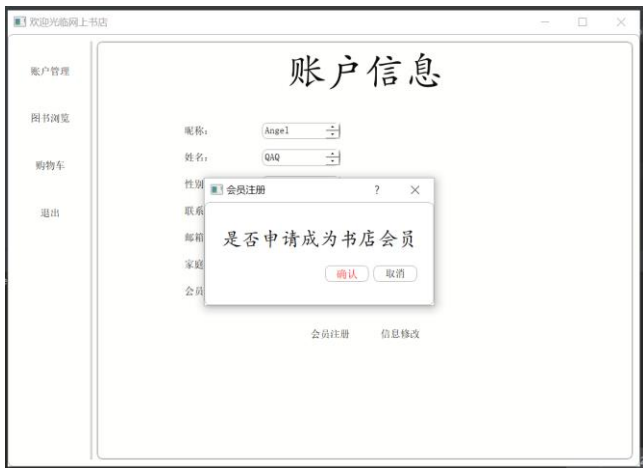 欢迎光临网上书店
账户管理
图书浏览
购物车
退出
账户信息
昵称： Angel
姓名： QAQ
性别
联系
邮箱
家庭
会员
会员注册 ?
是否申请成为书店会员
确认 取消
会员注册 信息修改